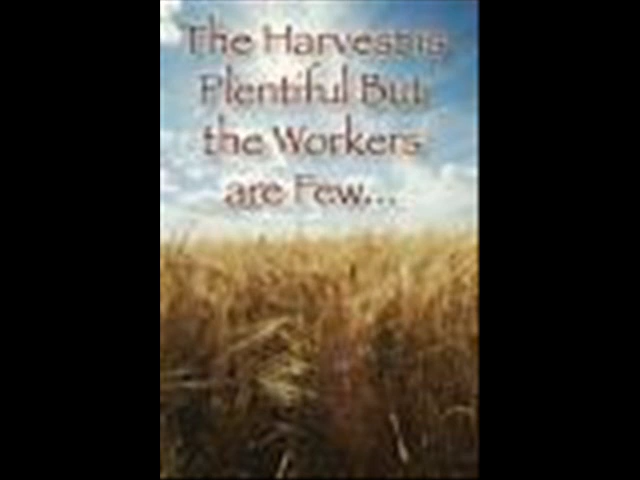 The Harvest is
Plentiful But
the Workers
are Few...